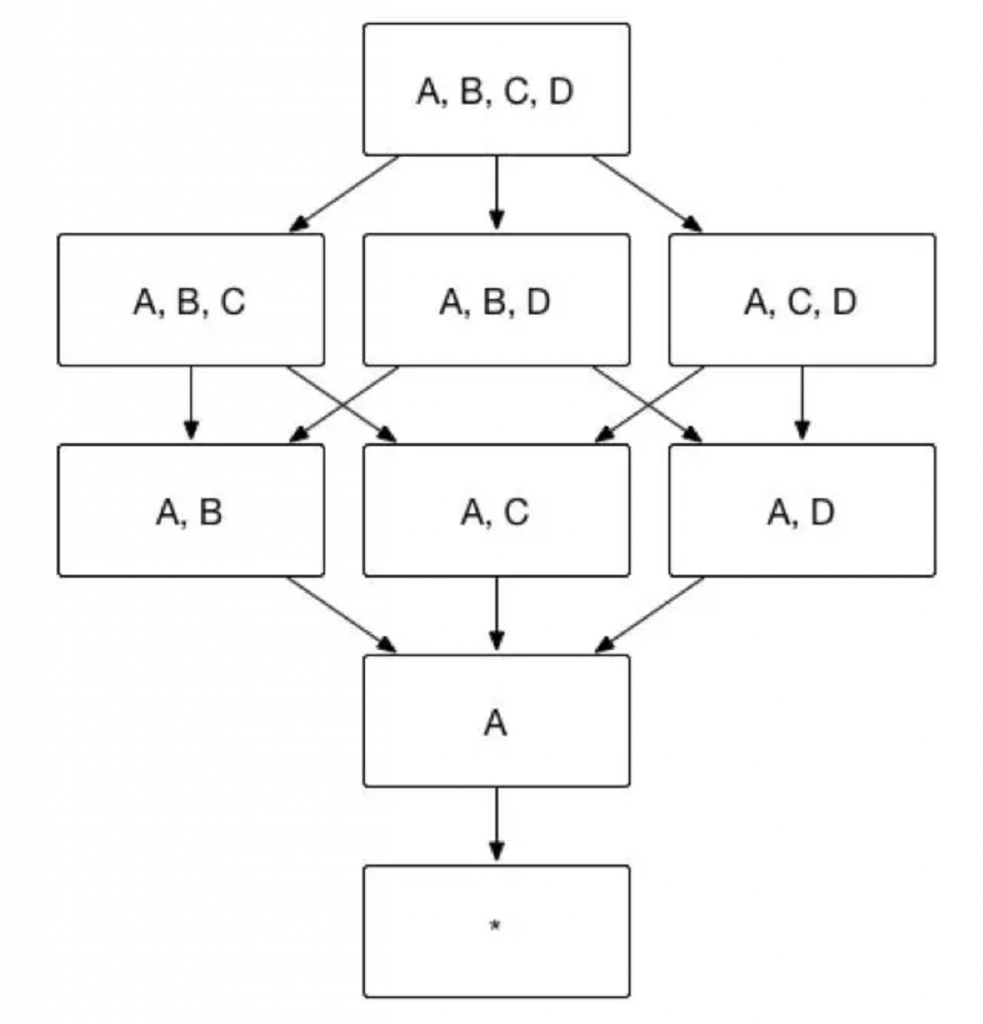 A, B, C, D
A, B, C
A, B, D
A, C, D
A, B
A, C
A, D
A
*